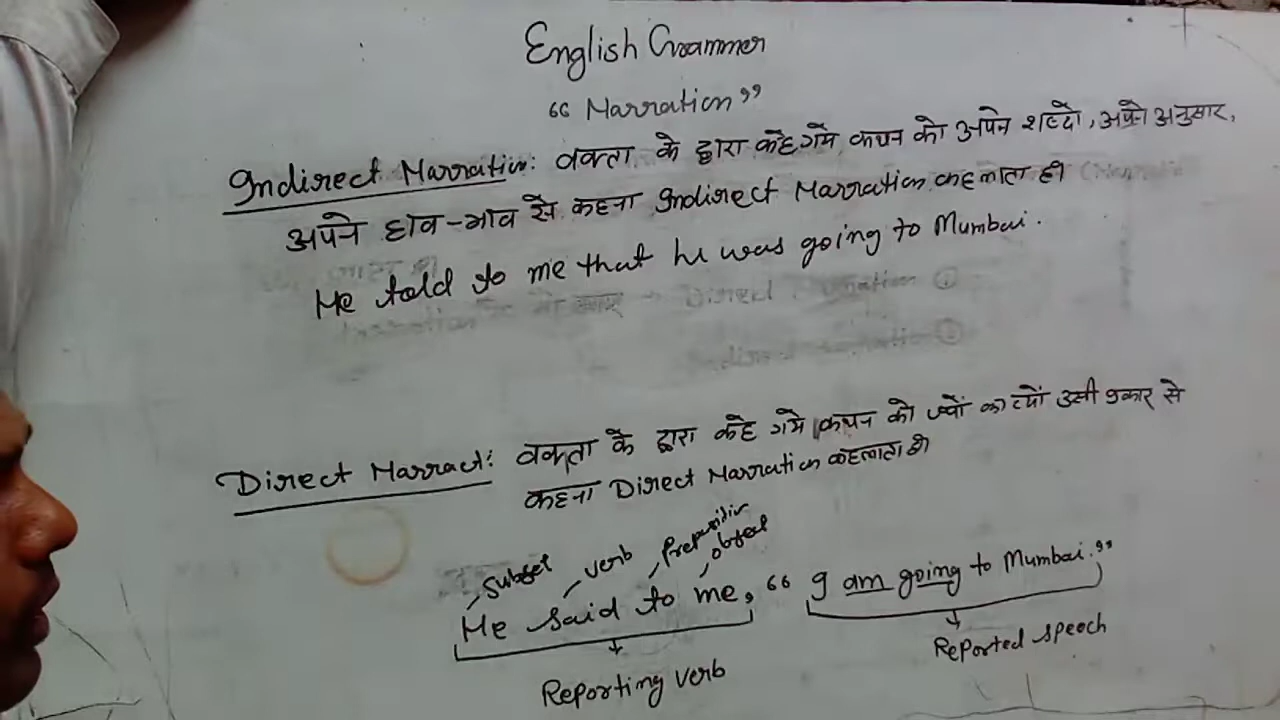 English Grammer
“Narration”
Indirect Narration: वक्ता के द्वारा कहे गये कथन को अपने शब्दो, अपने अनुसार,
अपने हाव-भाव से कहना Indirect Narration कहलाता है।
He told to me that he was going to Mumbai.
Direct Narract: वक्ता के द्वारा कहे गये कथन को ज्यों का त्यों उसी प्रकार से
कहना Direct Narration कहलाता है।
verb Preposition
object
He said to me, “I am going to Mumbai.”
Reporting verb
Reported speech